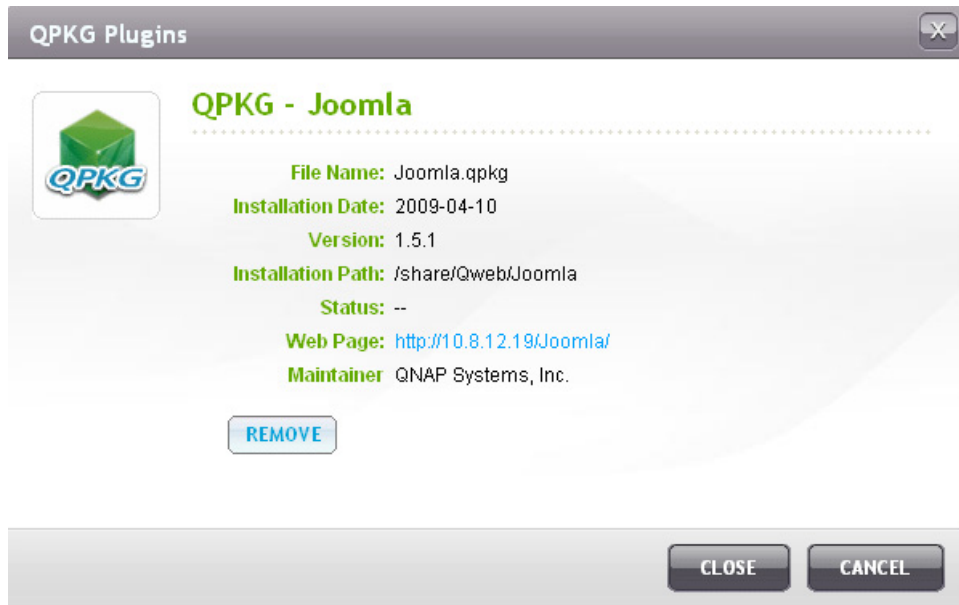 QPKG Plugins
X
QPKG - Joomla
QPKG
File Name: Joomla.qpkg
Installation Date: 2009-04-10
Version: 1.5.1
Installation Path: /share/Qweb/Joomla
Status: --
Web Page: http://10.8.12.19/Joomla/
Maintainer QNAP Systems, Inc.
REMOVE
CLOSE CANCEL